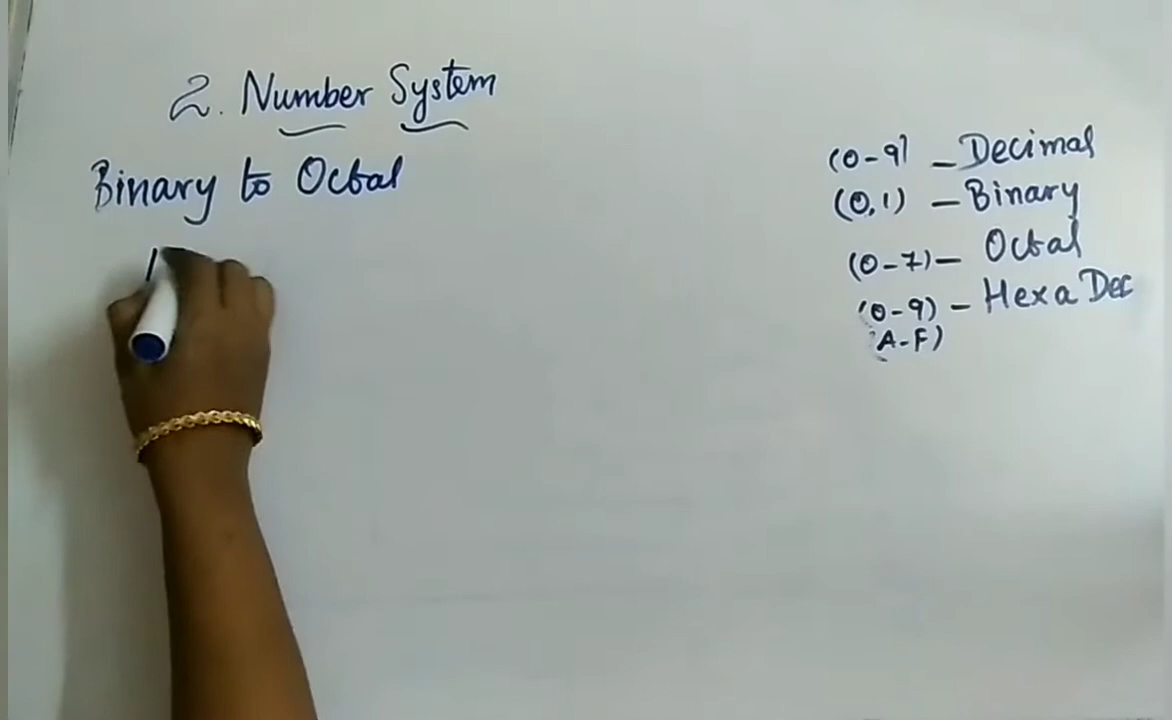 2. Number System
Binary to Octal
(0-9] - Decimal
(0,1) - Binary
(0-7) - Octal
(0-9) - Hexa Dec
A-F)